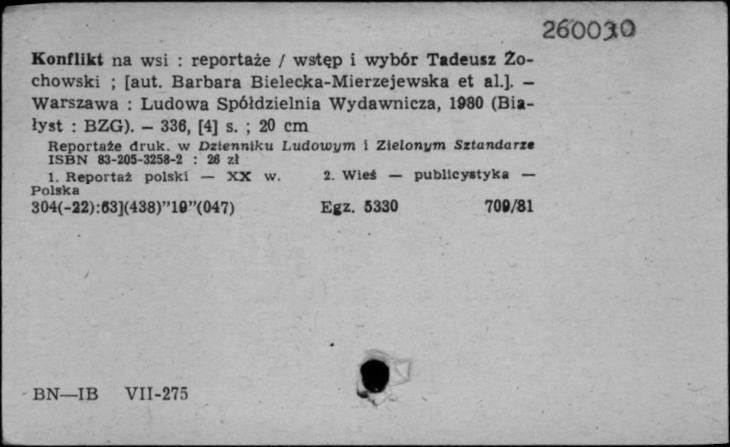 260030
Konflikt na wsi : reportaże / wstęp i wybór Tadeusz Żo-
chowski ; [aut. Barbara Bielecka-Mierzejewska et al.]. —
Warszawa : Ludowa Spółdzielnia Wydawnicza, 1980 (Bia-
łyst : BZG). — 336, [4] s. ; 20 cm
Reportaże druk. w Dzienniku Ludowym i Zielonym Sztandarze
ISBN 83-205-3258-2 : 26 zł
1. Reportaż polski — XX w. 2. Wieś — publicystyka —
Polska
304(-22):63](438)”19”(047) Egz. 5330 709/81
BN—IB VII-275